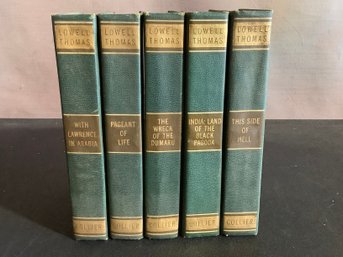 LOWELL
THOMAS
WITH
LAWRENCE
IN ARABIA
COLLIER
LOWELL
THOMAS
PAGEANT
OF
LIFE
COLLIER
LOWELL
THOMAS
THE
WRECK
OF THE
DUMARU
COLLIER
LOWELL
THOMAS
INDIA: LAND
OF THE
BLACK
PAGODA
COLLIER
LOWELL
THOMAS
THIS SIDE
OF
HELL
COLLIER